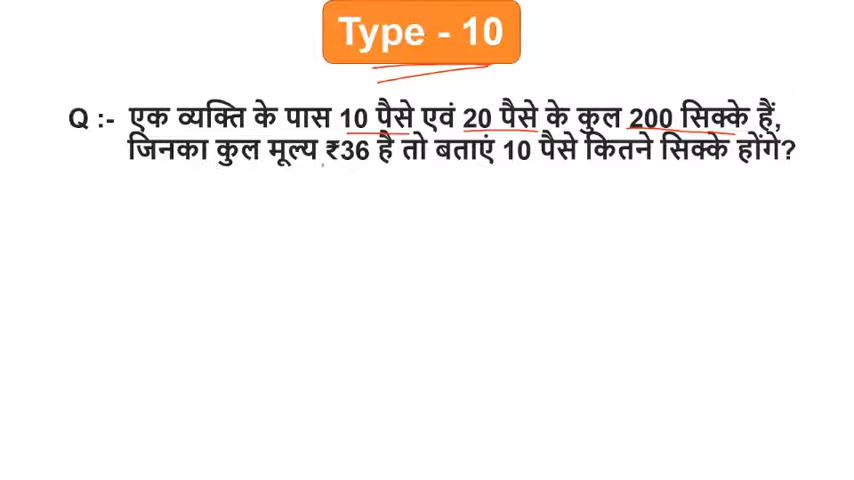 Type - 10
Q :- एक व्यक्ति के पास 10 पैसे एवं 20 पैसे के कुल 200 सिक्के हैं,
जिनका कुल मूल्य ₹36 है तो बताएं 10 पैसे कितने सिक्के होंगे?